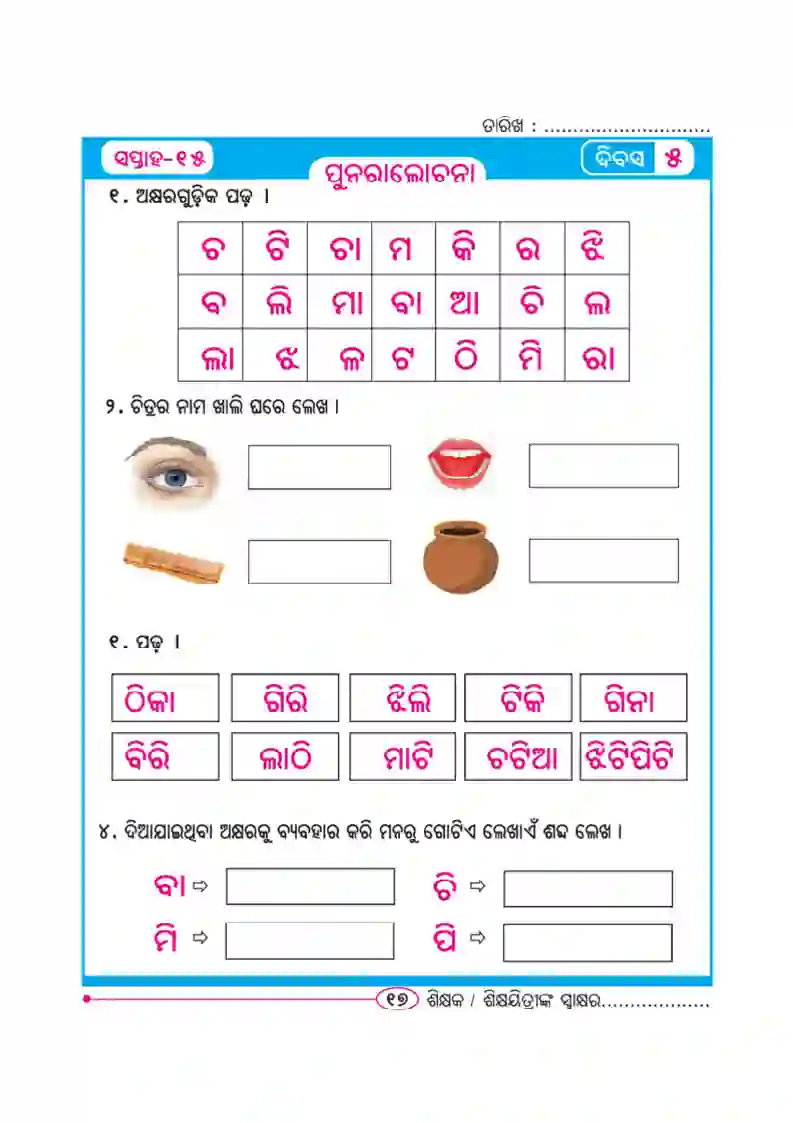 ତାରିଖ : .............................
ସପ୍ତାହ-୧୫
ଦିବସ ୫
ପୁନରାଲୋଚନା
୧. ଅକ୍ଷରଗୁଡ଼ିକ ପଢ଼ ।
ଚ ଟି ଚା ମ କି ର ଝି
ବ ଲି ମା ବା ଆ ଚି ଲ
ଲା ଝ ଳ ଟ ଠି ମି ରା
୨. ଚିତ୍ରର ନାମ ଖାଲି ଘରେ ଲେଖ ।
୧. ପଢ଼ ।
ଠିକା ଗିରି ଝିଲି ଟିକି ଗିନା
ବିରି ଲାଠି ମାଟି ଚଟିଆ ଝିଟିପିଟି
୪. ଦିଆଯାଇଥିବା ଅକ୍ଷରକୁ ବ୍ୟବହାର କରି ମନରୁ ଗୋଟିଏ ଲେଖାଏଁ ଶବ୍ଦ ଲେଖ ।
ବା ⇨ ଚି ⇨
ମି ⇨ ପି ⇨
୧୭ ଶିକ୍ଷକ / ଶିକ୍ଷୟିତ୍ରୀଙ୍କ ସ୍ୱାକ୍ଷର...................